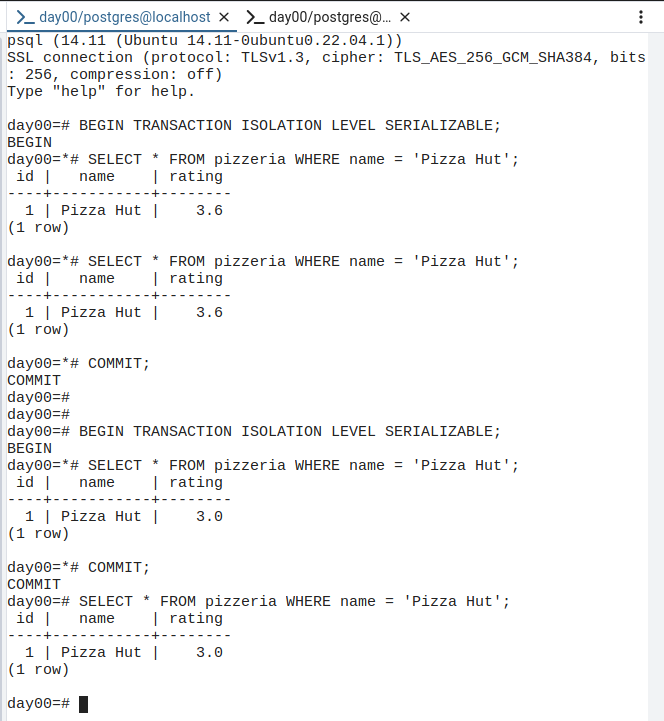 day00/postgres@localhost ✕ day00/postgres@... ✕
psql (14.11 (Ubuntu 14.11-0ubuntu0.22.04.1))
SSL connection (protocol: TLSv1.3, cipher: TLS_AES_256_GCM_SHA384, bits
: 256, compression: off)
Type "help" for help.

day00=# BEGIN TRANSACTION ISOLATION LEVEL SERIALIZABLE;
BEGIN
day00=*# SELECT * FROM pizzeria WHERE name = 'Pizza Hut';
 id |   name    | rating
----+-----------+--------
  1 | Pizza Hut |    3.6
(1 row)

day00=*# SELECT * FROM pizzeria WHERE name = 'Pizza Hut';
 id |   name    | rating
----+-----------+--------
  1 | Pizza Hut |    3.6
(1 row)

day00=*# COMMIT;
COMMIT
day00=#
day00=#
day00=# BEGIN TRANSACTION ISOLATION LEVEL SERIALIZABLE;
BEGIN
day00=*# SELECT * FROM pizzeria WHERE name = 'Pizza Hut';
 id |   name    | rating
----+-----------+--------
  1 | Pizza Hut |    3.0
(1 row)

day00=*# COMMIT;
COMMIT
day00=# SELECT * FROM pizzeria WHERE name = 'Pizza Hut';
 id |   name    | rating
----+-----------+--------
  1 | Pizza Hut |    3.0
(1 row)

day00=#